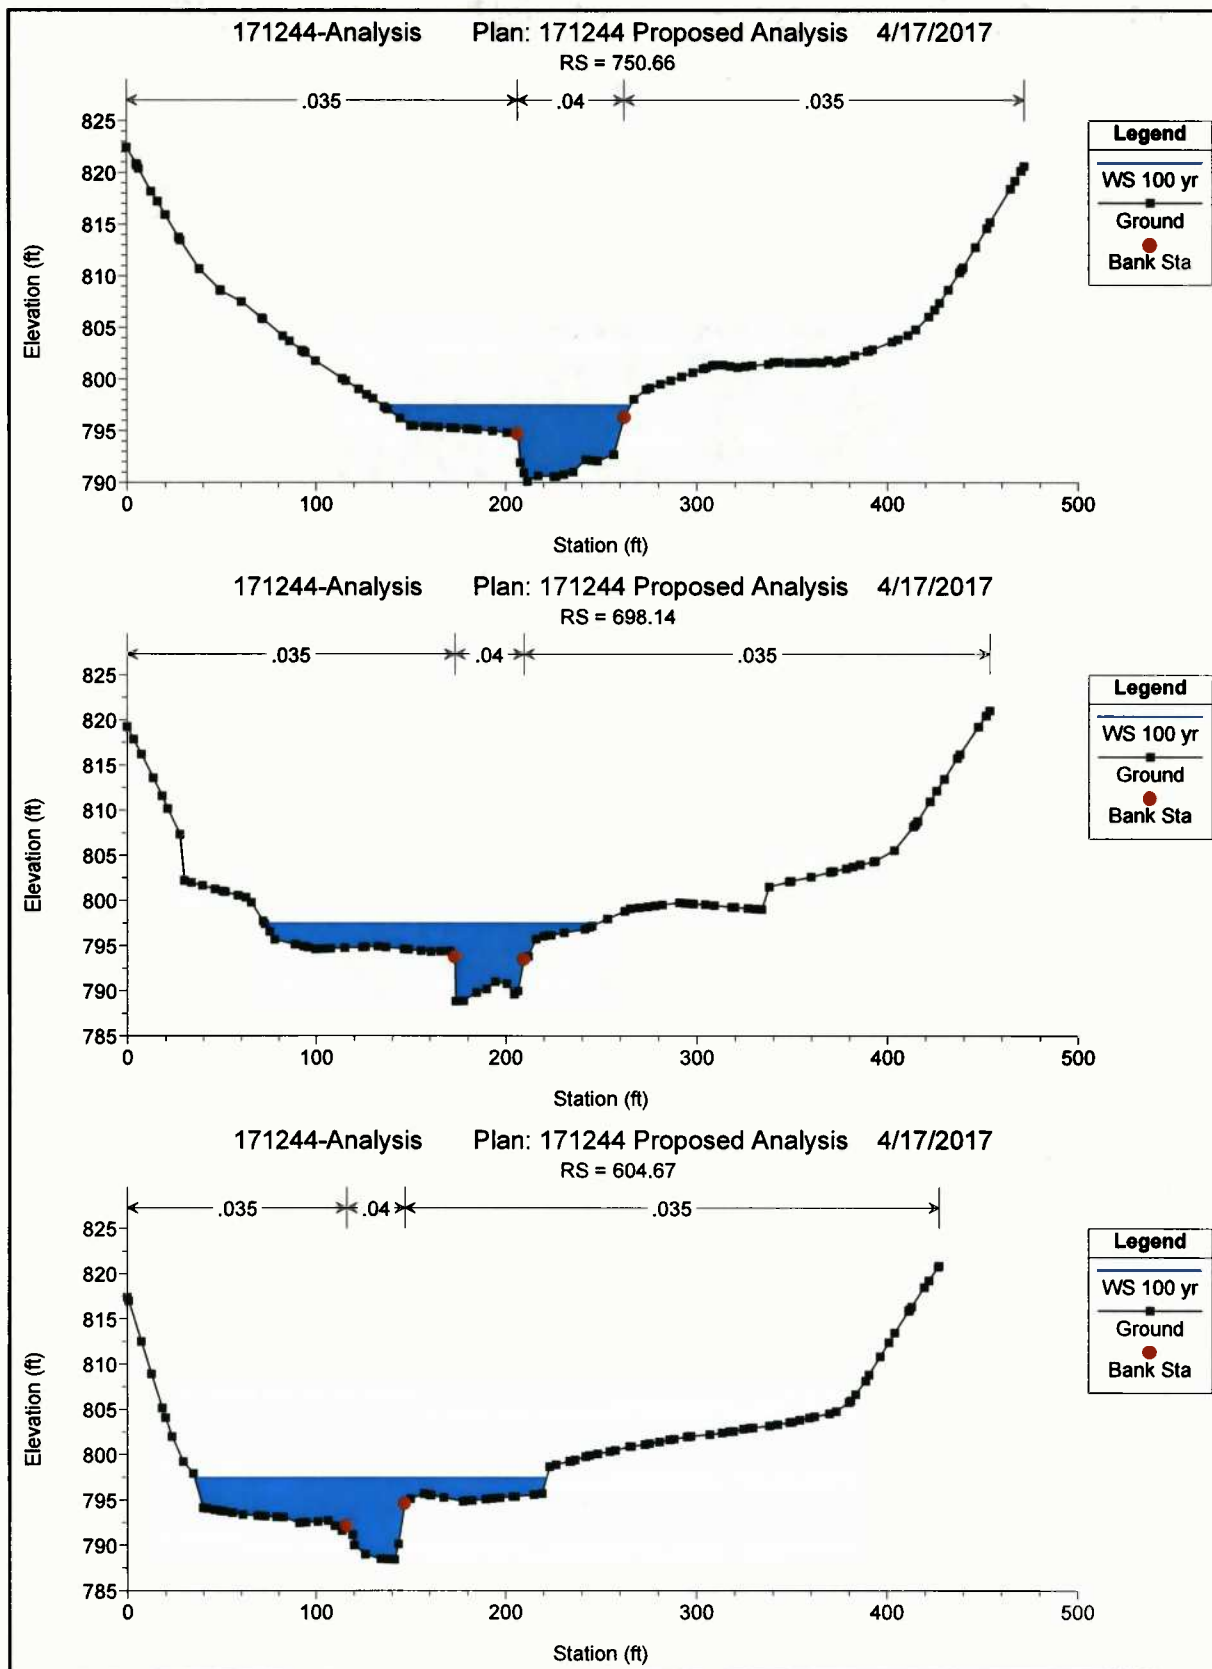 171244-Analysis Plan: 171244 Proposed Analysis 4/17/2017
RS = 750.66
.035 .04 .035
825
820
815
810
805
800
795
790
Elevation (ft)
0 100 200 300 400 500
Station (ft)
Legend
WS 100 yr
Ground
Bank Sta
171244-Analysis Plan: 171244 Proposed Analysis 4/17/2017
RS = 698.14
.035 .04 .035
825
820
815
810
805
800
795
790
785
Elevation (ft)
0 100 200 300 400 500
Station (ft)
Legend
WS 100 yr
Ground
Bank Sta
171244-Analysis Plan: 171244 Proposed Analysis 4/17/2017
RS = 604.67
.035 .04 .035
825
820
815
810
805
800
795
790
785
Elevation (ft)
0 100 200 300 400 500
Station (ft)
Legend
WS 100 yr
Ground
Bank Sta